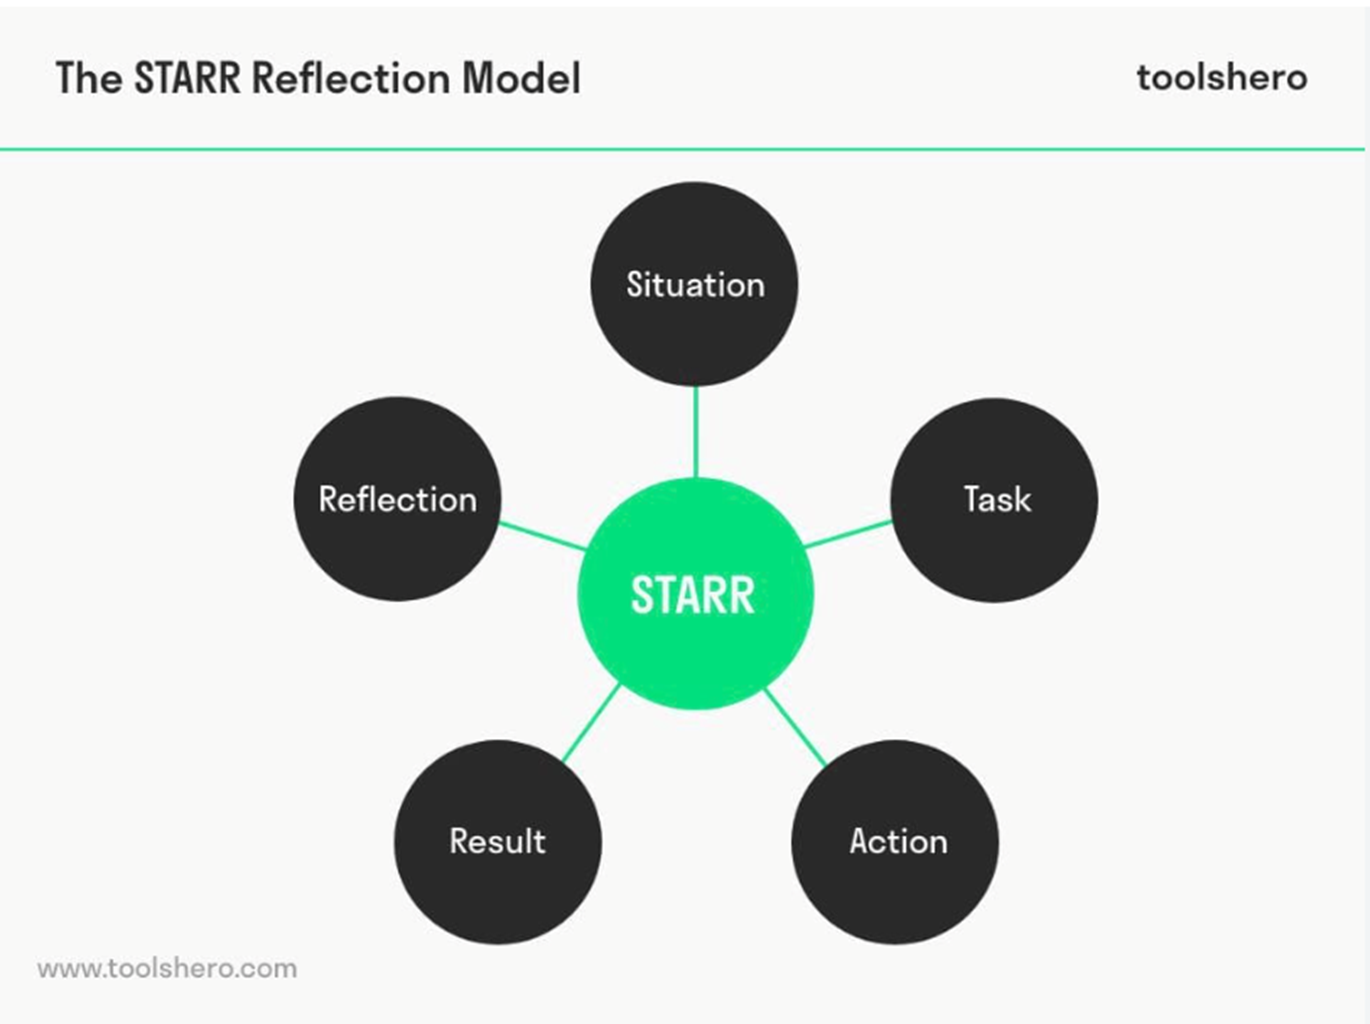 The STARR Reflection Model
toolshero
Situation
Reflection
Task
STARR
Result
Action
www.toolshero.com